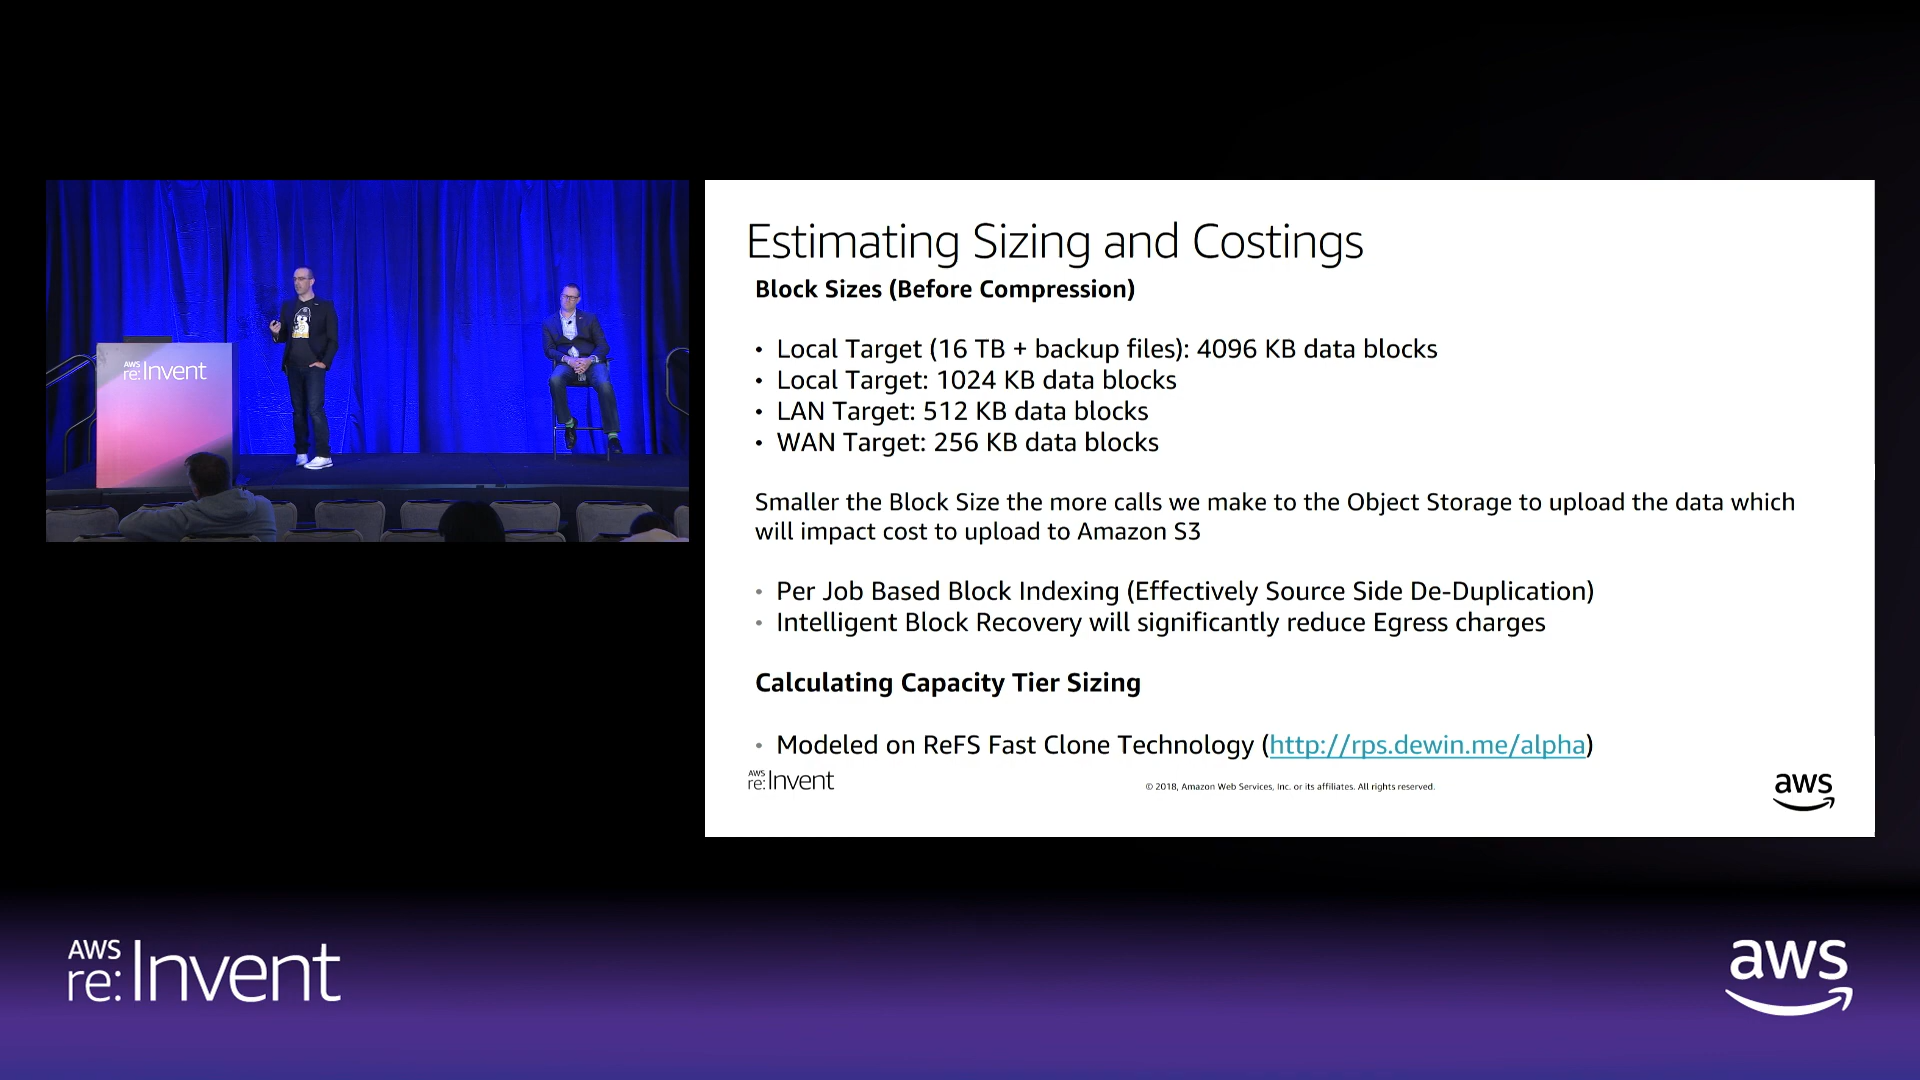 AWS
re:Invent
Estimating Sizing and Costings
Block Sizes (Before Compression)
• Local Target (16 TB + backup files): 4096 KB data blocks
• Local Target: 1024 KB data blocks
• LAN Target: 512 KB data blocks
• WAN Target: 256 KB data blocks
Smaller the Block Size the more calls we make to the Object Storage to upload the data which
will impact cost to upload to Amazon S3
• Per Job Based Block Indexing (Effectively Source Side De-Duplication)
• Intelligent Block Recovery will significantly reduce Egress charges
Calculating Capacity Tier Sizing
• Modeled on ReFS Fast Clone Technology (http://rps.dewin.me/alpha)
AWS
re:Invent
© 2018, Amazon Web Services, Inc. or its affiliates. All rights reserved.
aws
AWS
re:Invent
aws